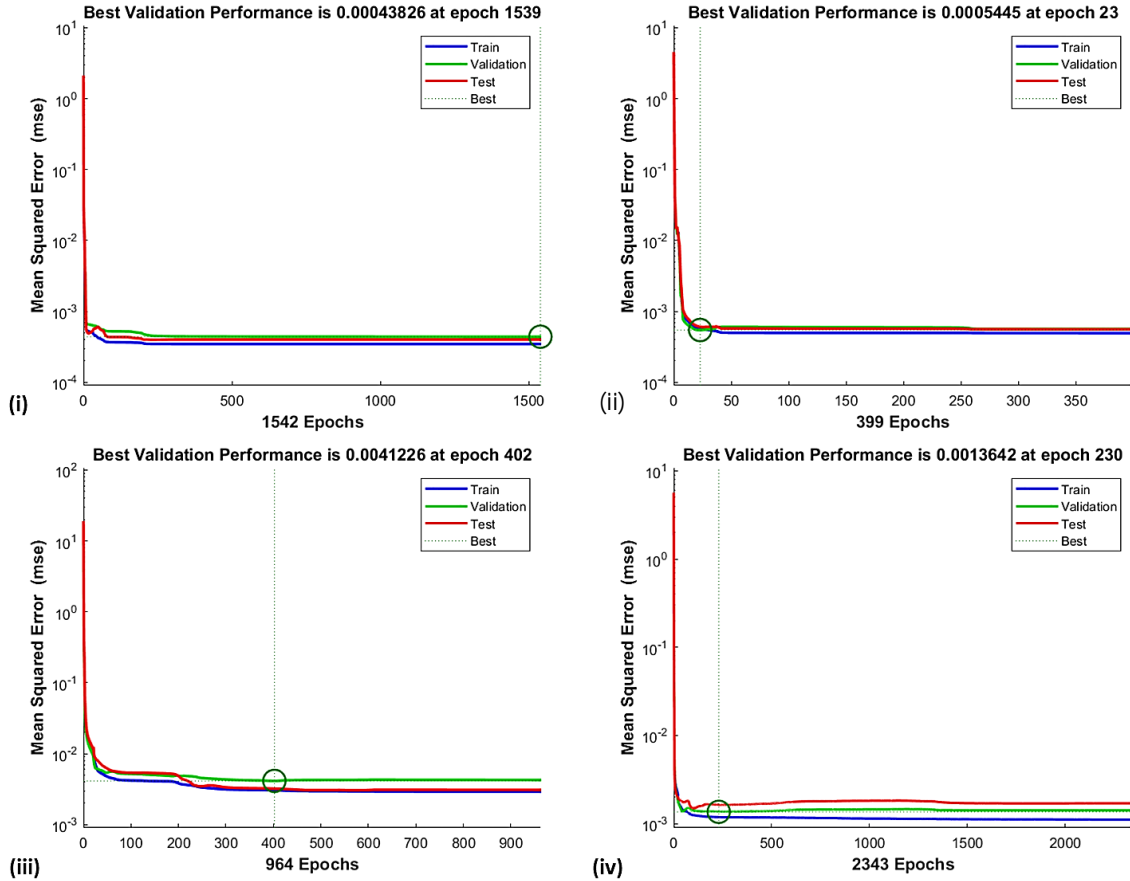 Best Validation Performance is 0.00043826 at epoch 1539
Mean Squared Error (mse)
10^1
10^0
10^-1
10^-2
10^-3
10^-4
Train
Validation
Test
Best
0 500 1000 1500
1542 Epochs
(i)
Best Validation Performance is 0.0005445 at epoch 23
Mean Squared Error (mse)
10^1
10^0
10^-1
10^-2
10^-3
10^-4
Train
Validation
Test
Best
0 50 100 150 200 250 300 350
399 Epochs
(ii)
Best Validation Performance is 0.0041226 at epoch 402
Mean Squared Error (mse)
10^2
10^1
10^0
10^-1
10^-2
10^-3
Train
Validation
Test
Best
0 100 200 300 400 500 600 700 800 900
964 Epochs
(iii)
Best Validation Performance is 0.0013642 at epoch 230
Mean Squared Error (mse)
10^1
10^0
10^-1
10^-2
10^-3
Train
Validation
Test
Best
0 500 1000 1500 2000
2343 Epochs
(iv)